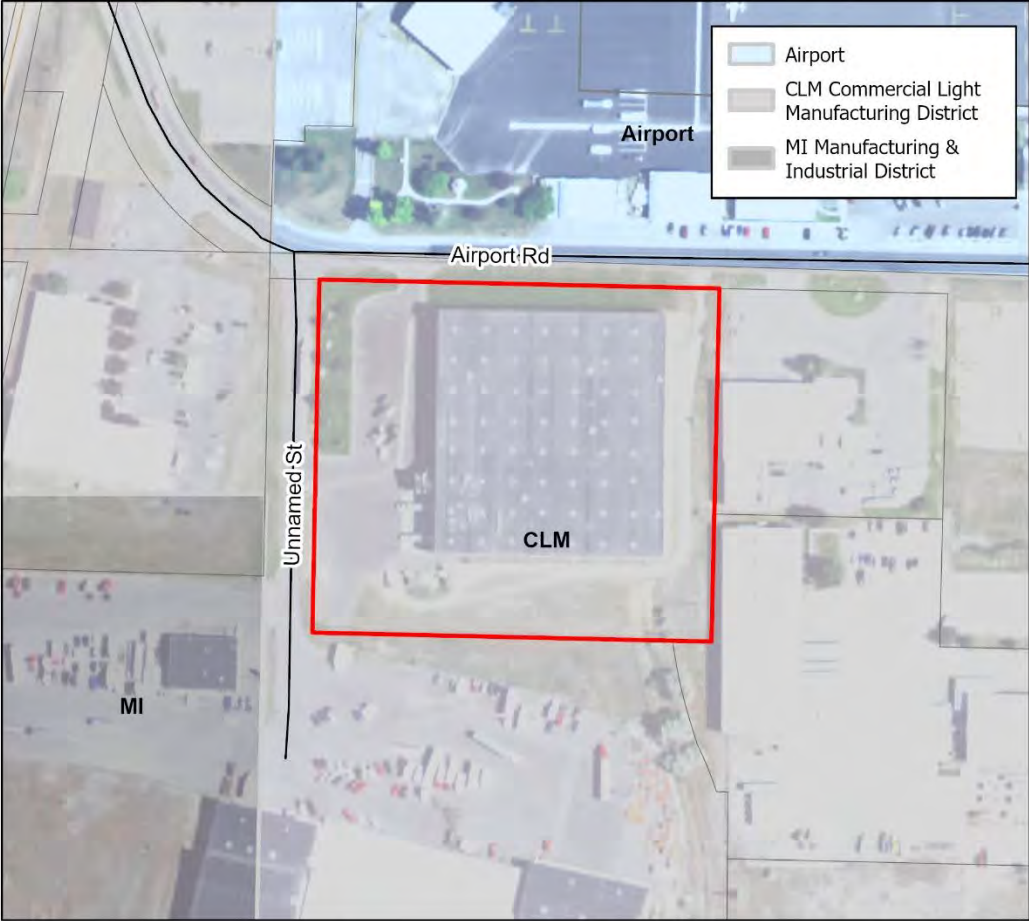 Airport
CLM Commercial Light
Manufacturing District
MI Manufacturing &
Industrial District
Airport
Airport Rd
Unnamed St
CLM
MI